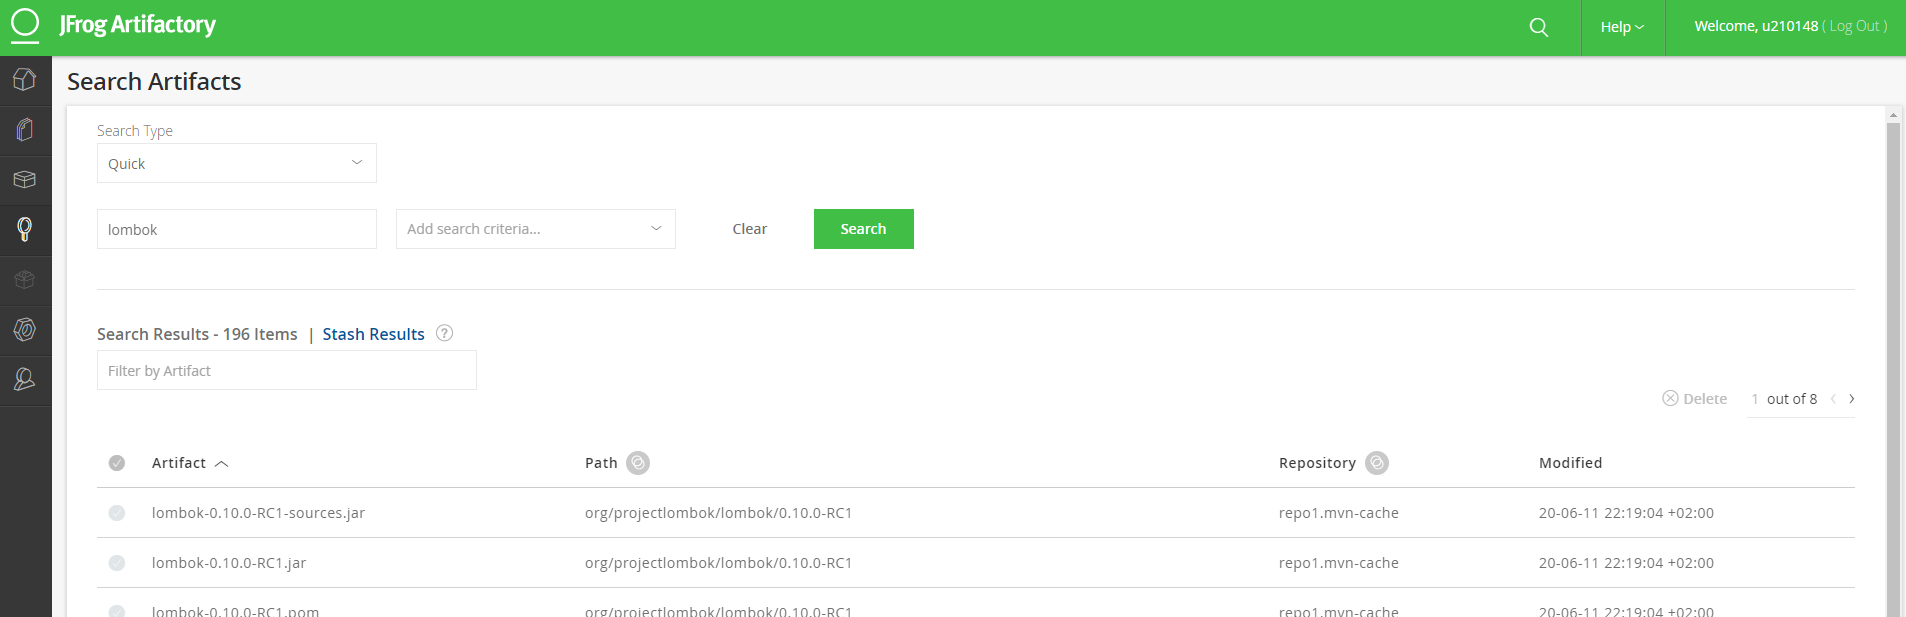 JFrog Artifactory
Help
Welcome, u210148 ( Log Out )
Search Artifacts
Search Type
Quick
lombok
Add search criteria...
Clear
Search
Search Results - 196 Items | Stash Results ?
Filter by Artifact
Delete 1 out of 8
Artifact Path Repository Modified
lombok-0.10.0-RC1-sources.jar org/projectlombok/lombok/0.10.0-RC1 repo1.mvn-cache 20-06-11 22:19:04 +02:00
lombok-0.10.0-RC1.jar org/projectlombok/lombok/0.10.0-RC1 repo1.mvn-cache 20-06-11 22:19:04 +02:00
lombok-0.10.0-RC1.pom org/projectlombok/lombok/0.10.0-RC1 repo1.mvn-cache 20-06-11 22:19:04 +02:00